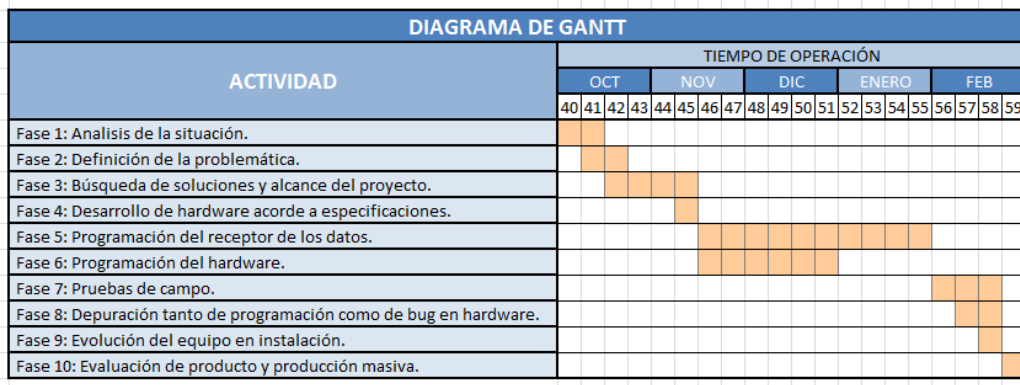 DIAGRAMA DE GANTT
ACTIVIDAD
TIEMPO DE OPERACIÓN
OCT NOV DIC ENERO FEB
40 41 42 43 44 45 46 47 48 49 50 51 52 53 54 55 56 57 58 59
Fase 1: Analisis de la situación.
Fase 2: Definición de la problemática.
Fase 3: Búsqueda de soluciones y alcance del proyecto.
Fase 4: Desarrollo de hardware acorde a especificaciones.
Fase 5: Programación del receptor de los datos.
Fase 6: Programación del hardware.
Fase 7: Pruebas de campo.
Fase 8: Depuración tanto de programación como de bug en hardware.
Fase 9: Evolución del equipo en instalación.
Fase 10: Evaluación de producto y producción masiva.